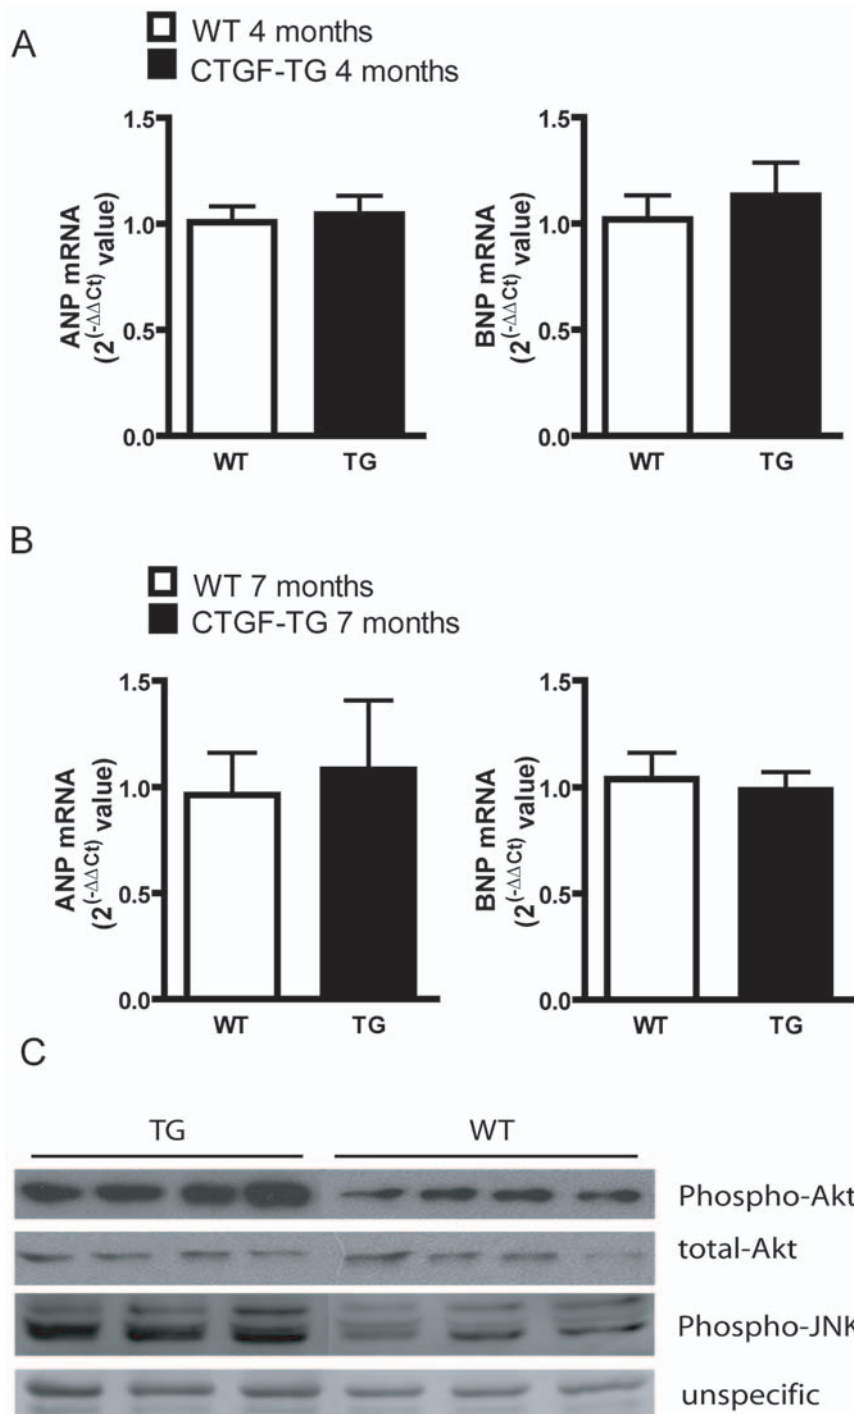 A
WT 4 months
CTGF-TG 4 months
ANP mRNA
(2(-ΔΔCt) value)
1.5
1.0
0.5
0.0
WT TG
BNP mRNA
(2(-ΔΔCt) value)
1.5
1.0
0.5
0.0
WT TG
B
WT 7 months
CTGF-TG 7 months
ANP mRNA
(2(-ΔΔCt) value)
1.5
1.0
0.5
0.0
WT TG
BNP mRNA
(2(-ΔΔCt) value)
1.5
1.0
0.5
0.0
WT TG
C
TG WT
Phospho-Akt
total-Akt
Phospho-JNK
unspecific